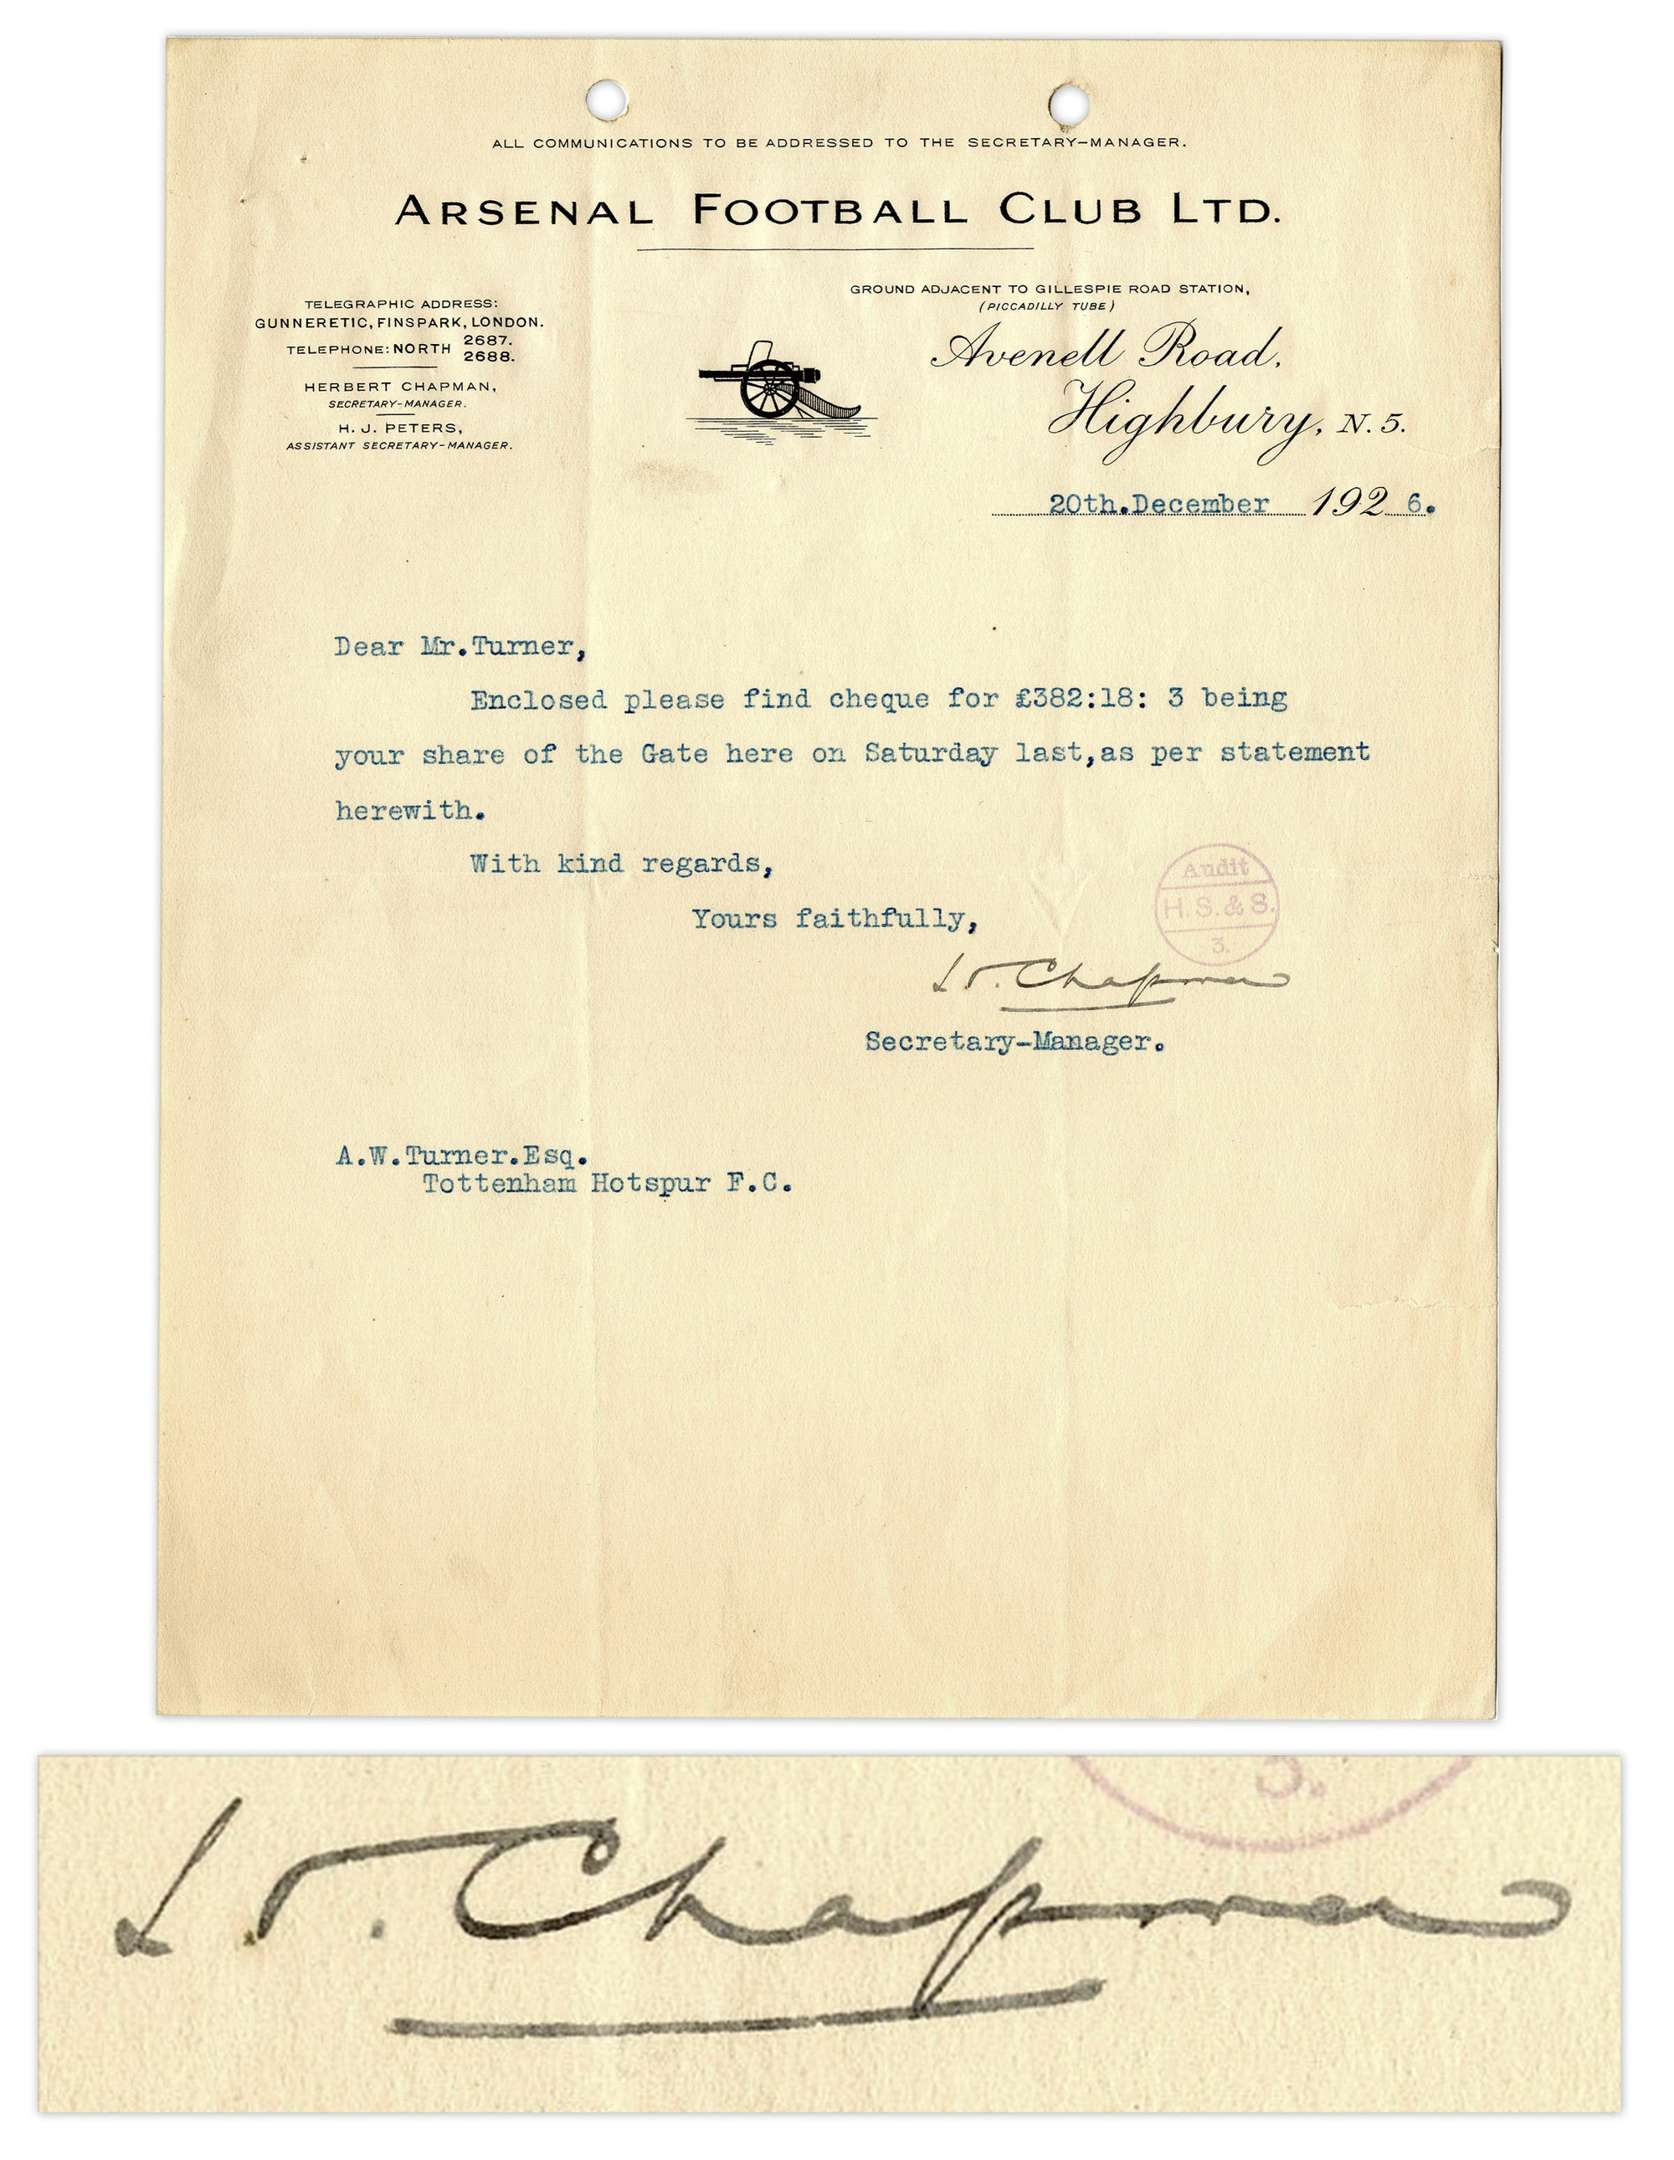 ALL COMMUNICATIONS TO BE ADDRESSED TO THE SECRETARY-MANAGER.
ARSENAL FOOTBALL CLUB LTD.
TELEGRAPHIC ADDRESS:
GUNNERETIC, FINSPARK, LONDON.
TELEPHONE: NORTH 2687.
2688.
HERBERT CHAPMAN,
SECRETARY-MANAGER.
H. J. PETERS,
ASSISTANT SECRETARY-MANAGER.
GROUND ADJACENT TO GILLESPIE ROAD STATION,
(PICCADILLY TUBE)
Avenell Road,
Highbury, N. 5.
20th.December 1926.
Dear Mr.Turner,
Enclosed please find cheque for £382:18: 3 being
your share of the Gate here on Saturday last,as per statement
herewith.
With kind regards,
Yours faithfully,
Audit
H. S. & S.
3.
H. Chapman
Secretary-Manager.
A.W.Turner.Esq.
Tottenham Hotspur F.C.
3.
H. Chapman